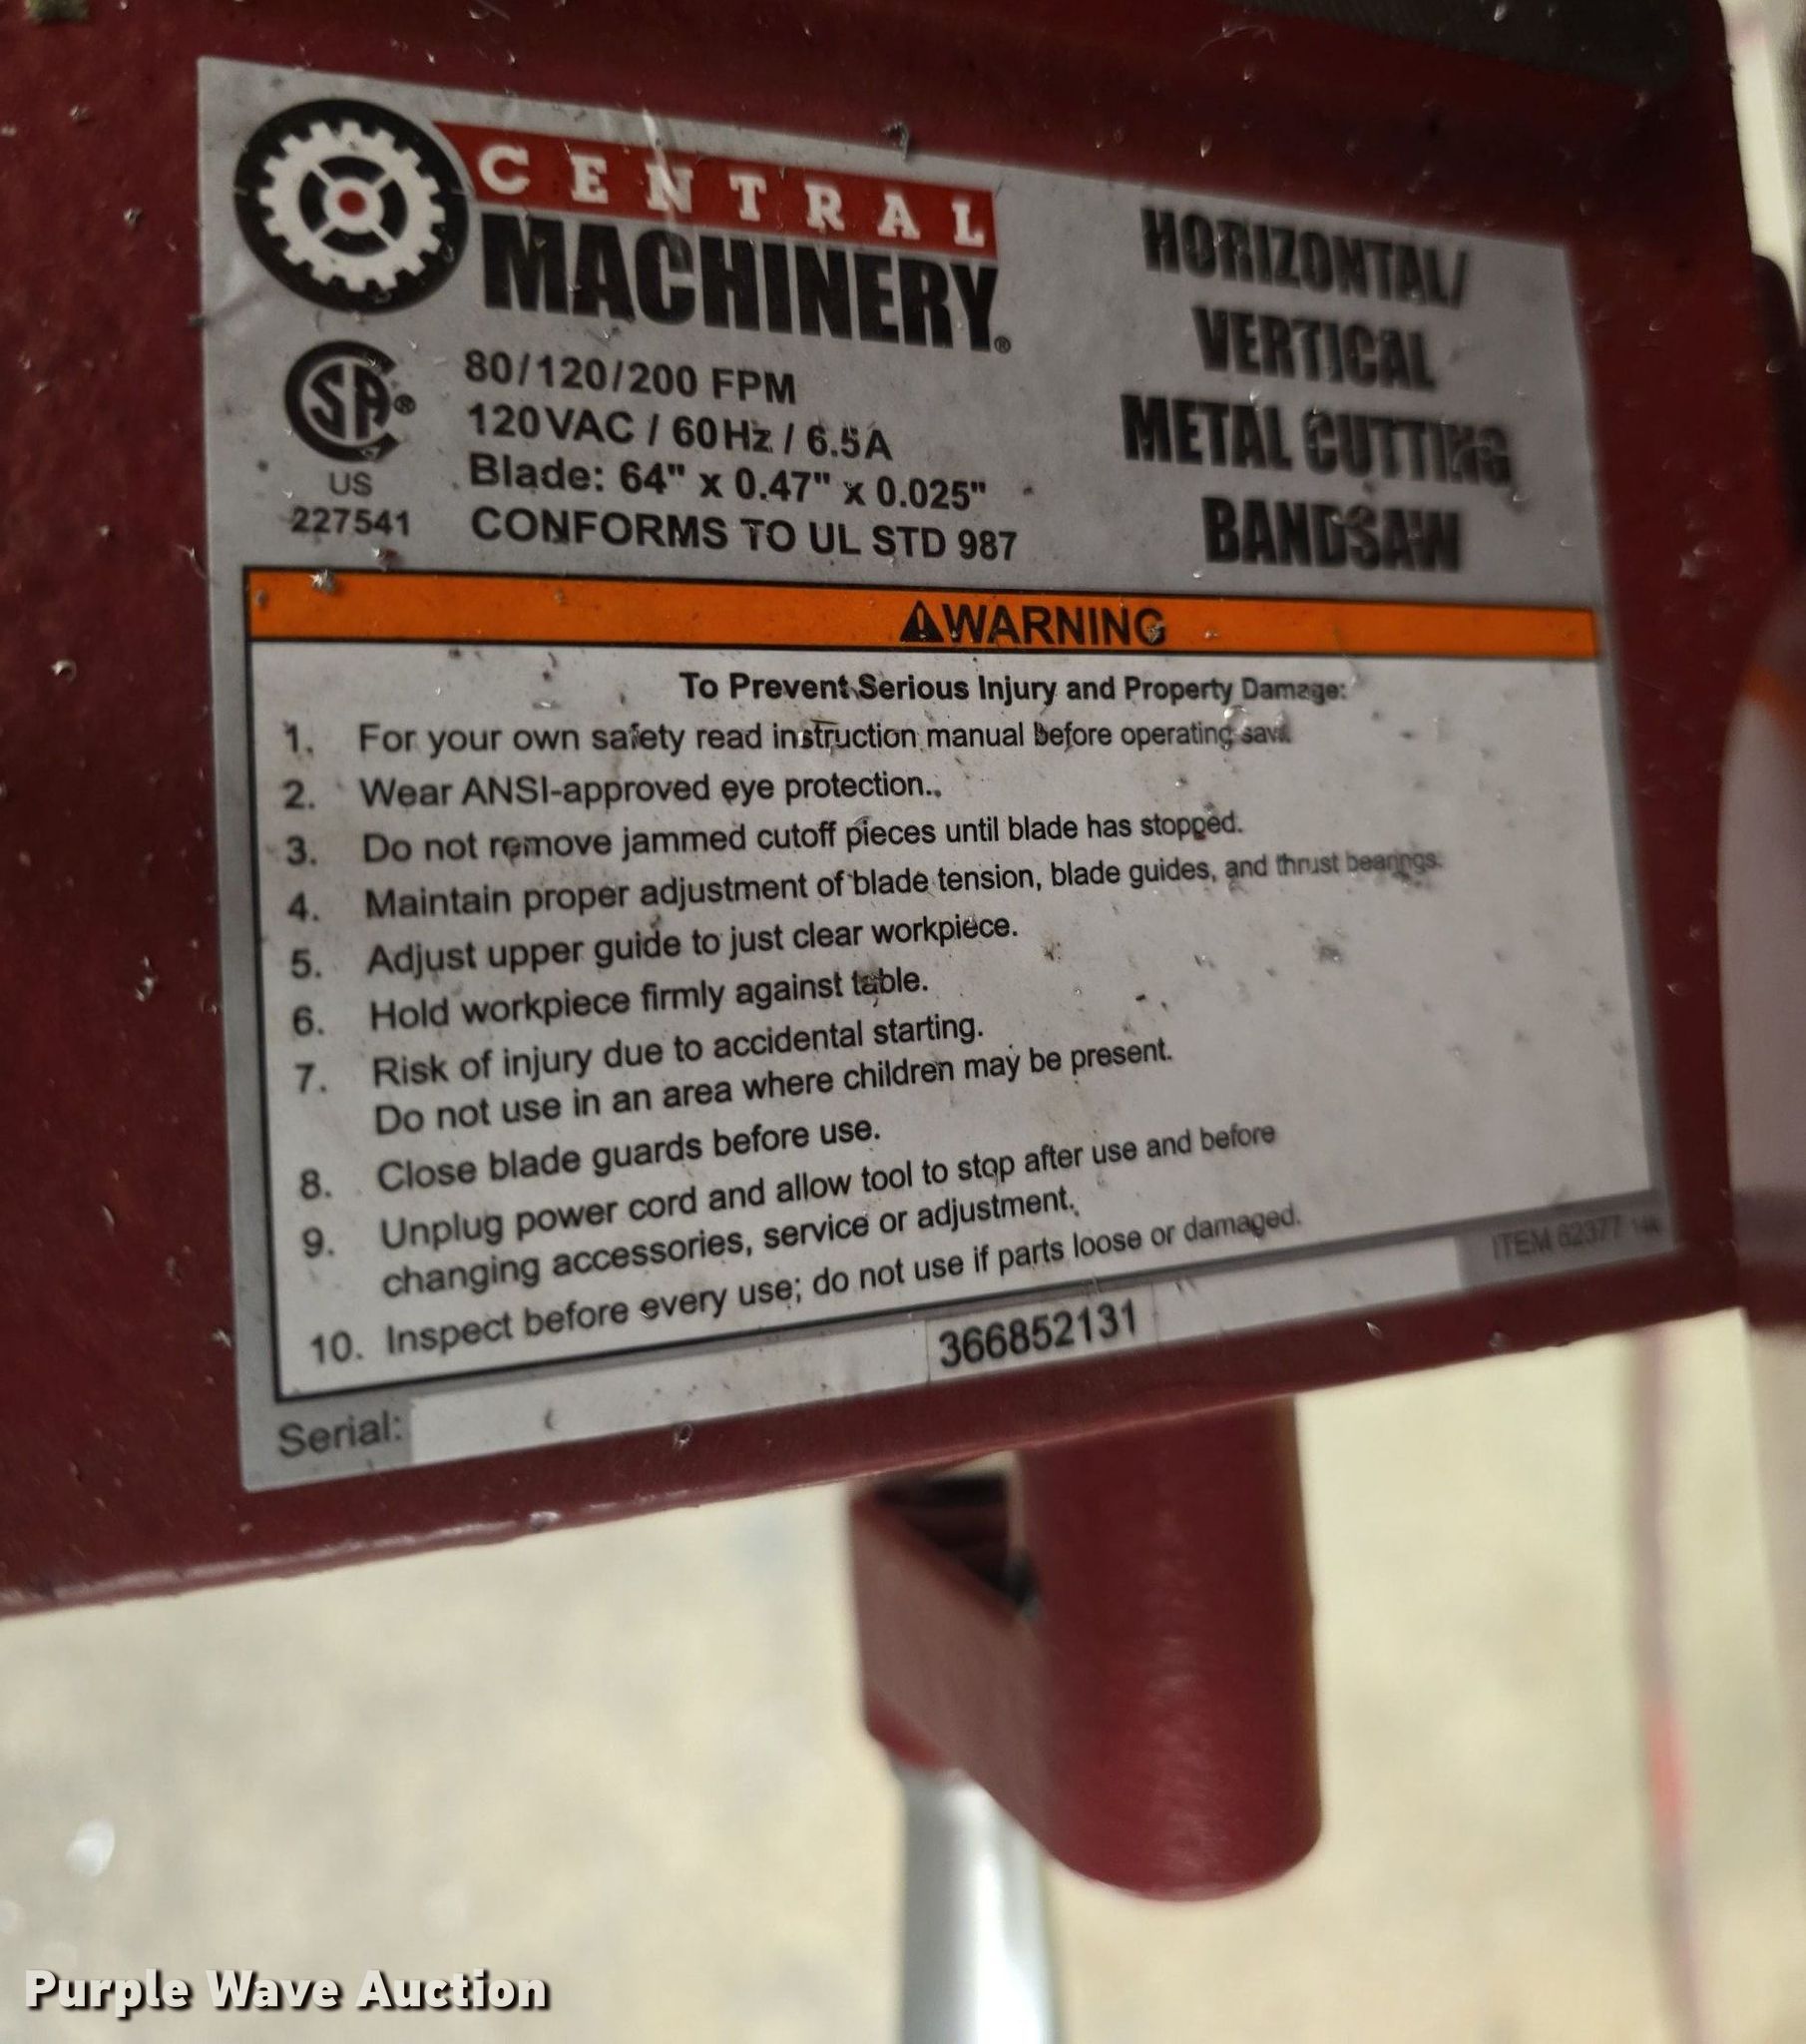 CENTRAL
MACHINERY®
HORIZONTAL/
VERTICAL
METAL CUTTING
BANDSAW
SA®
US
227541
80/120/200 FPM
120VAC / 60Hz / 6.5A
Blade: 64" x 0.47" x 0.025"
CONFORMS TO UL STD 987
WARNING
To Prevent Serious Injury and Property Damage:
1. For your own safety read instruction manual before operating saw.
2. Wear ANSI-approved eye protection.
3. Do not remove jammed cutoff pieces until blade has stopped.
4. Maintain proper adjustment of blade tension, blade guides, and thrust bearings.
5. Adjust upper guide to just clear workpiece.
6. Hold workpiece firmly against table.
7. Risk of injury due to accidental starting.
Do not use in an area where children may be present.
8. Close blade guards before use.
9. Unplug power cord and allow tool to stop after use and before
changing accessories, service or adjustment.
10. Inspect before every use; do not use if parts loose or damaged.
Serial: 366852131
ITEM 62377
Purple Wave Auction